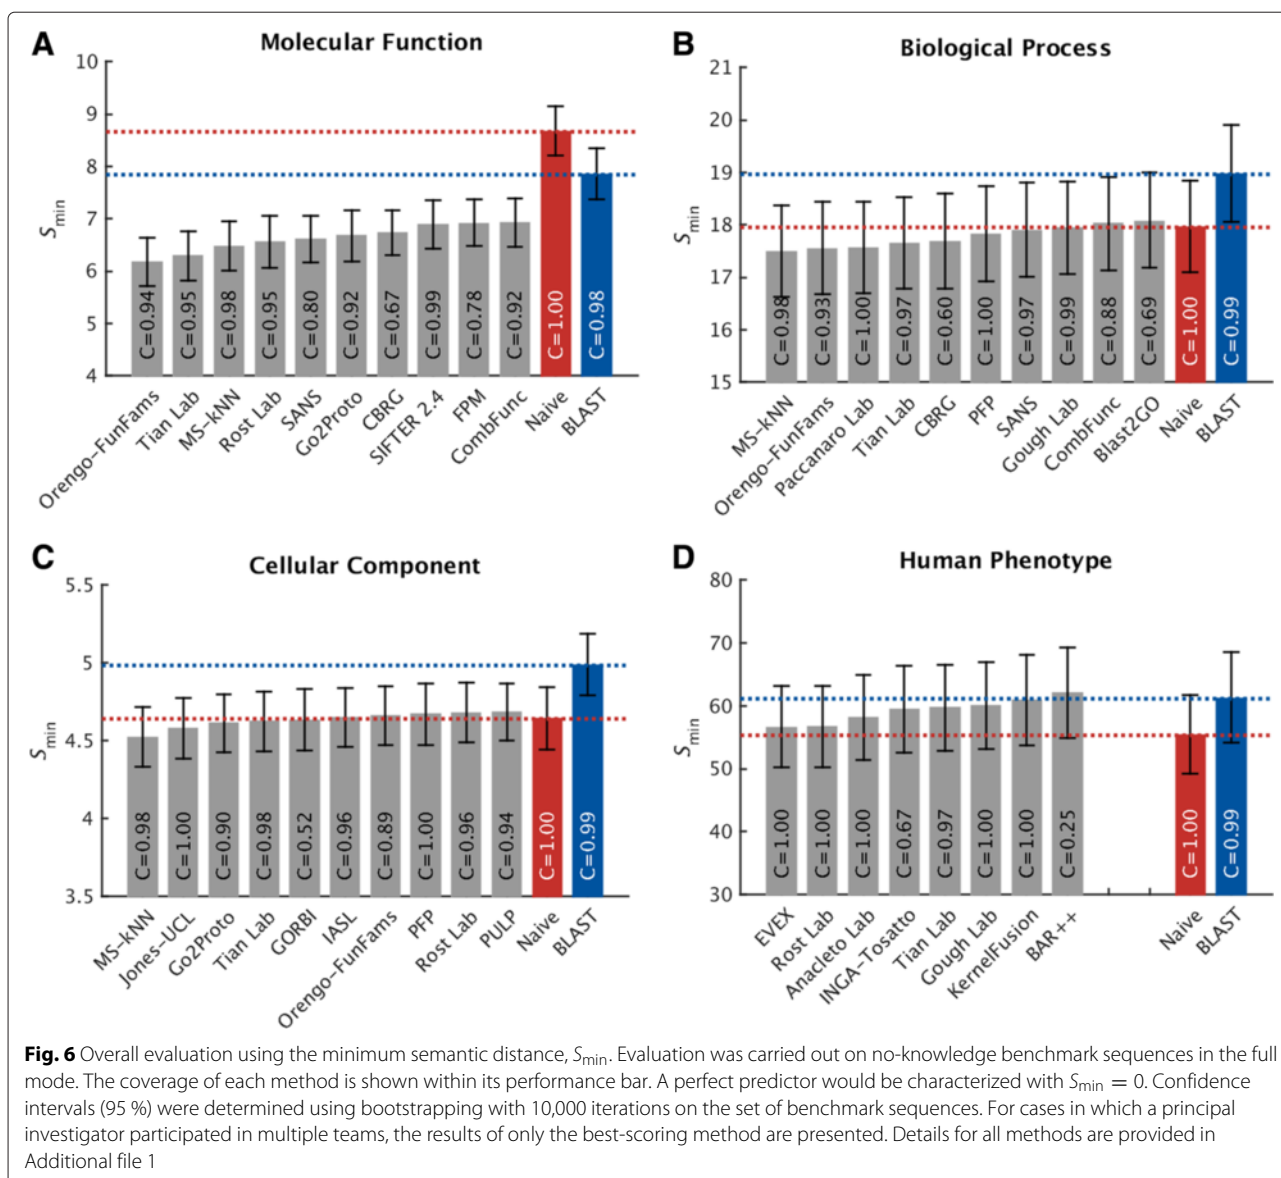 A
Molecular Function
10
9
8
7
6
5
4
Smin
C=0.94
C=0.95
C=0.98
C=0.95
C=0.80
C=0.92
C=0.67
C=0.99
C=0.78
C=0.92
C=1.00
C=0.98
Orengo-FunFams
Tian Lab
MS-kNN
Rost Lab
SANS
Go2Proto
CBRG
SIFTER 2.4
FPM
CombFunc
Naive
BLAST
B
Biological Process
21
20
19
18
17
16
15
Smin
C=0.98
C=0.93
C=1.00
C=0.97
C=0.60
C=1.00
C=0.97
C=0.99
C=0.88
C=0.69
C=1.00
C=0.99
MS-kNN
Orengo-FunFams
Paccanaro Lab
Tian Lab
CBRG
PFP
SANS
Gough Lab
CombFunc
Blast2GO
Naive
BLAST
C
Cellular Component
5.5
5
4.5
4
3.5
Smin
C=0.98
C=1.00
C=0.90
C=0.98
C=0.52
C=0.96
C=0.89
C=1.00
C=0.96
C=0.94
C=1.00
C=0.99
MS-kNN
Jones-UCL
Go2Proto
Tian Lab
GORBI
IASL
Orengo-FunFams
PFP
Rost Lab
PULP
Naive
BLAST
D
Human Phenotype
80
70
60
50
40
30
Smin
C=1.00
C=1.00
C=1.00
C=0.67
C=0.97
C=1.00
C=1.00
C=0.25
C=1.00
C=0.99
EVEX
Rost Lab
Anacleto Lab
INGA-Tosatto
Tian Lab
Gough Lab
KernelFusion
BAR++
Naive
BLAST
Fig. 6 Overall evaluation using the minimum semantic distance, Smin. Evaluation was carried out on no-knowledge benchmark sequences in the full
mode. The coverage of each method is shown within its performance bar. A perfect predictor would be characterized with Smin = 0. Confidence
intervals (95 %) were determined using bootstrapping with 10,000 iterations on the set of benchmark sequences. For cases in which a principal
investigator participated in multiple teams, the results of only the best-scoring method are presented. Details for all methods are provided in
Additional file 1